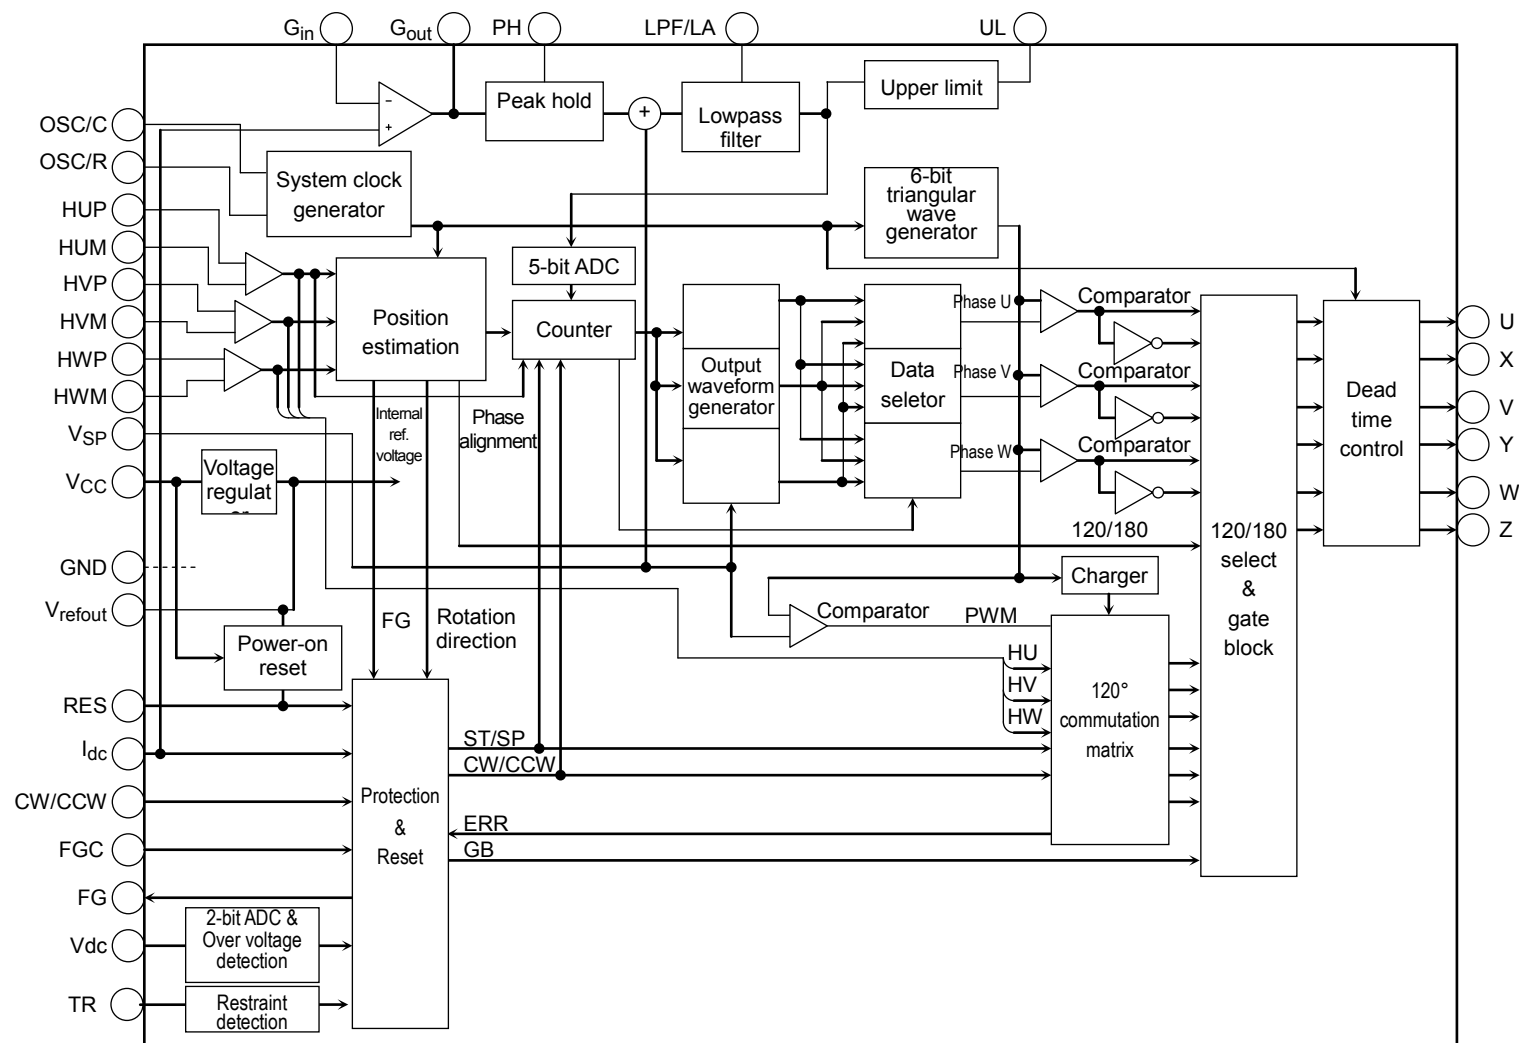 Gin
Gout
PH
LPF/LA
UL
Upper limit
Peak hold
−
+
+
Lowpass
filter
OSC/C
OSC/R
System clock
generator
6-bit
triangular
wave
generator
HUP
HUM
HVP
HVM
HWP
HWM
VSP
VCC
GND
Vrefout
RES
Idc
CW/CCW
FGC
FG
Vdc
TR
5-bit ADC
Position
estimation
Counter
Output
waveform
generator
Data
seletor
Phase U
Phase V
Phase W
Comparator
Comparator
Comparator
Internal
ref.
voltage
Phase
alignment
Voltage
regulat
120/180
120/180
select
&
gate
block
Dead
time
control
U
X
V
Y
W
Z
Charger
Comparator
PWM
FG
Rotation
direction
Power-on
reset
HU
HV
HW
120°
commutation
matrix
ST/SP
CW/CCW
ERR
GB
Protection
&
Reset
2-bit ADC &
Over voltage
detection
Restraint
detection